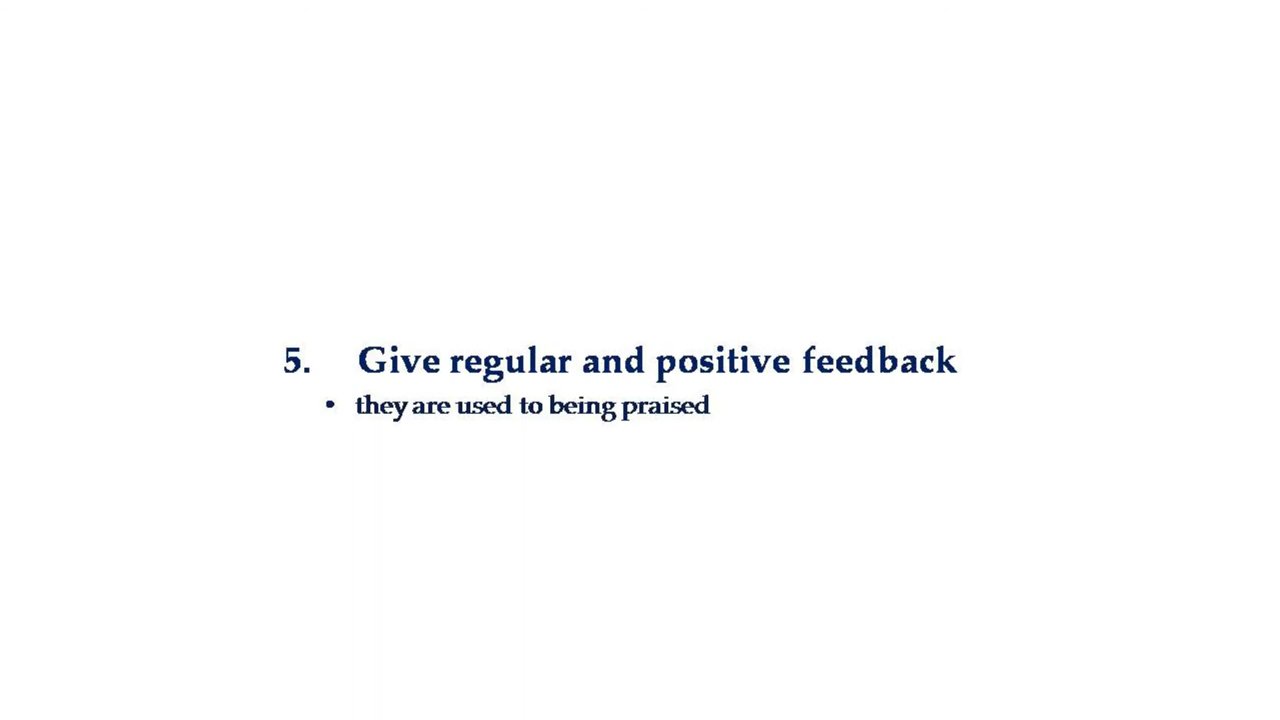 5. Give regular and positive feedback
• they are used to being praised